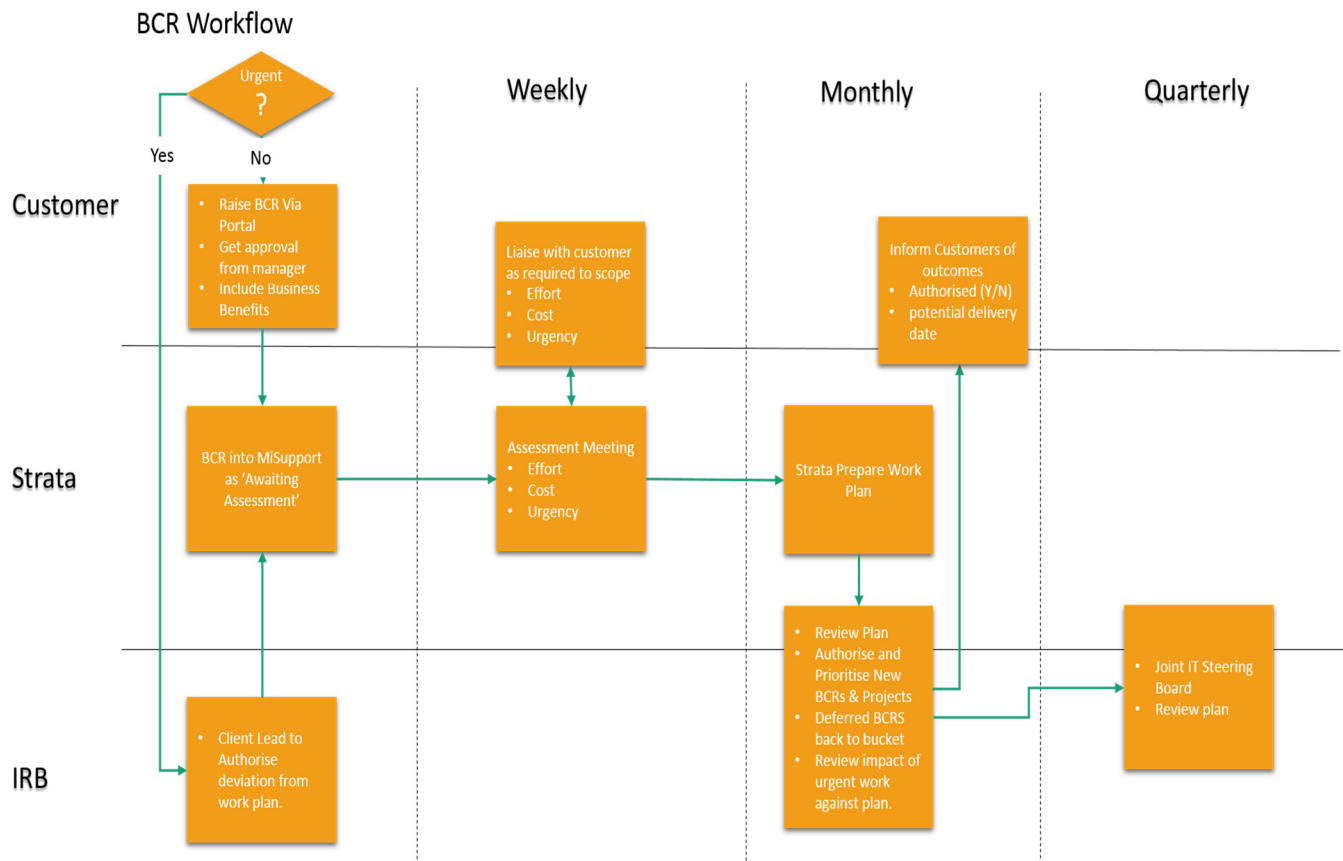 BCR Workflow
Urgent
?
Weekly
Monthly
Quarterly
Yes
No
Customer
• Raise BCR Via
Portal
• Get approval
from manager
• Include Business
Benefits
Liaise with customer
as required to scope
• Effort
• Cost
• Urgency
Inform Customers of
outcomes
• Authorised (Y/N)
• potential delivery
date
Strata
BCR into MiSupport
as ‘Awaiting
Assessment’
Assessment Meeting
• Effort
• Cost
• Urgency
Strata Prepare Work
Plan
IRB
• Client Lead to
Authorise
deviation from
work plan.
• Review Plan
• Authorise and
Prioritise New
BCRs & Projects
• Deferred BCRS
back to bucket
• Review impact of
urgent work
against plan.
• Joint IT Steering
Board
• Review plan